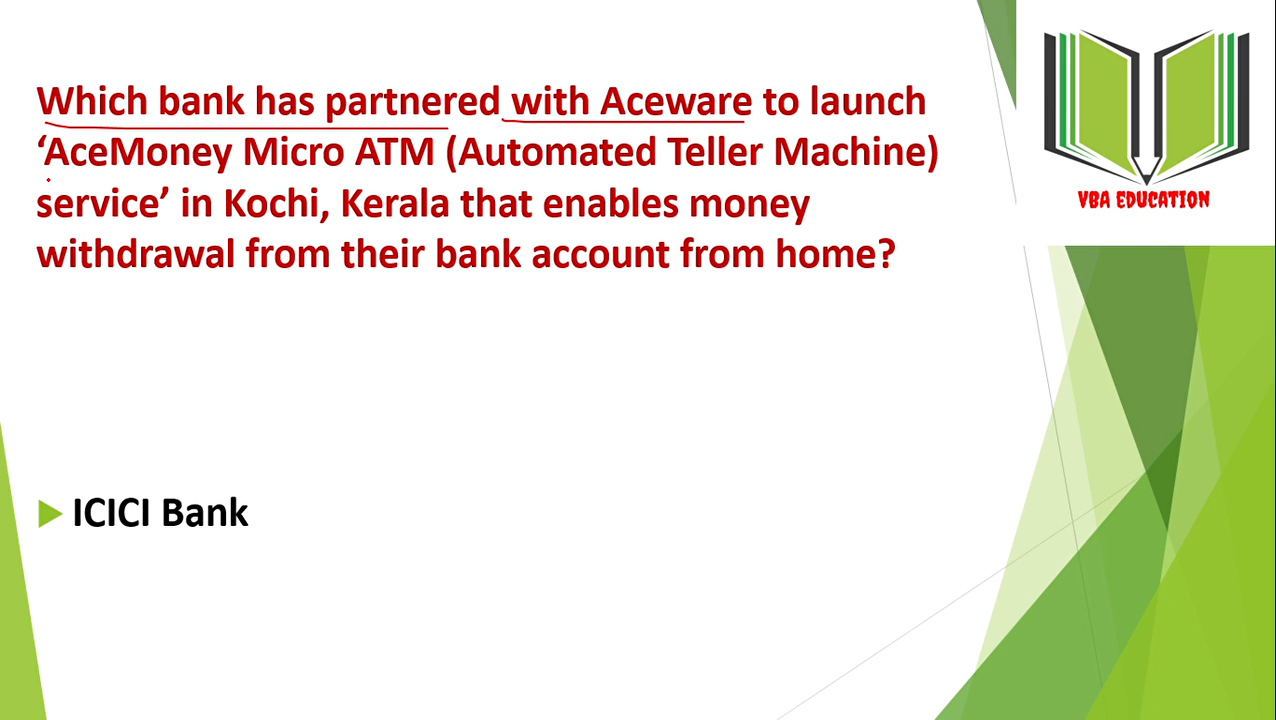 Which bank has partnered with Aceware to launch
‘AceMoney Micro ATM (Automated Teller Machine)
service’ in Kochi, Kerala that enables money
withdrawal from their bank account from home?
VBA EDUCATION
ICICI Bank